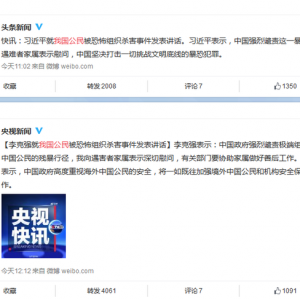 头条新闻
快讯：习近平就我国公民被恐怖组织杀害事件发表讲话。习近平表示，中国强烈谴责这一暴
遇难者家属表示慰问，中国坚决打击一切挑战文明底线的暴恐犯罪。
今天11:02 来自 微博 weibo.com
收藏 转发 2008 评论 7 1350
央视新闻
【李克强就我国公民被恐怖组织杀害事件发表讲话】李克强表示：中国政府强烈谴责极端组
中国公民的残暴行径，我向遇害者家属表示深切慰问，有关部门要协助家属做好善后工作。
表示，中国政府高度重视海外中国公民的安全，将一如既往加强境外中国公民和机构安全保
作。
央视
快讯
今天12:12 来自 微博 weibo.com
收藏 转发 4061 评论 7 1091